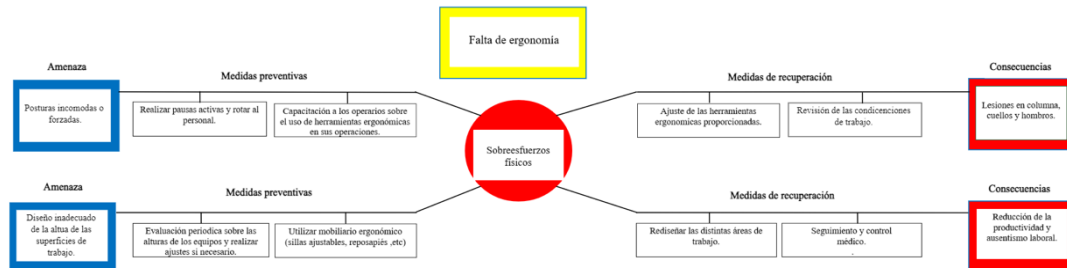 Falta de ergonomía
Amenaza
Medidas preventivas
Medidas de recuperación
Consecuencias
Posturas incomodas o
forzadas.
Realizar pausas activas y rotar al
personal.
Capacitación a los operarios sobre
el uso de herramientas ergonómicas
en sus operaciones.
Sobreesfuerzos
físicos
Ajuste de las herramientas
ergonomicas proporcionadas.
Revisión de las condicenciones
de trabajo.
Lesiones en columna,
cuellos y hombros.
Amenaza
Medidas preventivas
Medidas de recuperación
Consecuencias
Diseño inadecuado
de la altua de las
superficies de
trabajo.
Evaluación periodica sobre las
alturas de los equipos y realizar
ajustes si necesario.
Utilizar mobiliario ergonómico
(sillas ajustables, reposapiés ,etc)
Rediseñar las distintas áreas de
trabajo.
Seguimiento y control
médico.
.
Reducción de la
productividad y
ausentismo laboral.